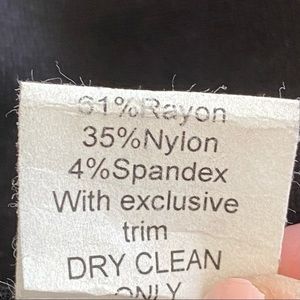 61%Rayon
35%Nylon
4%Spandex
With exclusive
trim
DRY CLEAN
ONLY